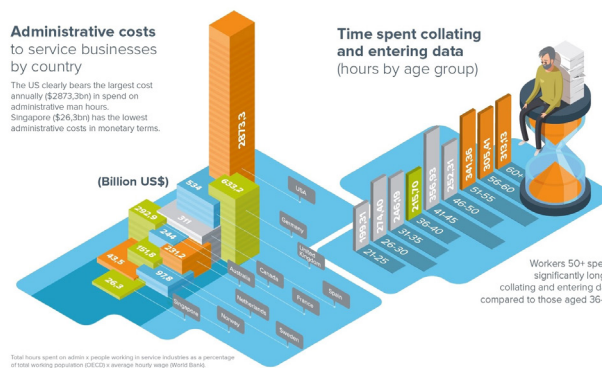 Administrative costs
to service businesses
by country
The US clearly bears the largest cost
annually ($2873,3bn) in spend on
administrative man hours.
Singapore ($26,3bn) has the lowest
administrative costs in monetary terms.
(Billion US$)
2873.3
534
633.2
292.9
311
244
151.8
231.2
43.5
97.8
26.3
USA
Germany
United
Kingdom
Australia
Canada
Spain
Netherlands
France
Singapore
Norway
Sweden
Total hours spent on admin x people working in service industries as a percentage
of total working population (OECD) x average hourly wage (World Bank).
Time spent collating
and entering data
(hours by age group)
199,31
274,40
246,19
215,70
356,93
252,31
341,36
305,41
313,13
21-25
26-30
31-35
36-40
41-45
46-50
51-55
56-60
60+
Workers 50+ spe
significantly long
collating and entering d
compared to those aged 36-